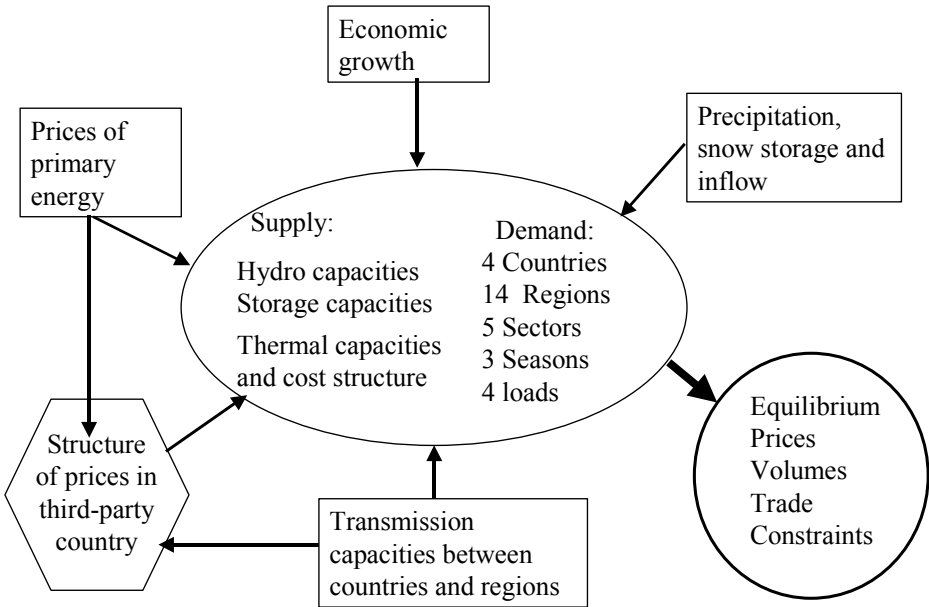 Economic
growth
Prices of
primary
energy
Precipitation,
snow storage and
inflow
Supply:
Hydro capacities
Storage capacities
Thermal capacities
and cost structure
Demand:
4 Countries
14 Regions
5 Sectors
3 Seasons
4 loads
Structure
of prices in
third-party
country
Transmission
capacities between
countries and regions
Equilibrium
Prices
Volumes
Trade
Constraints